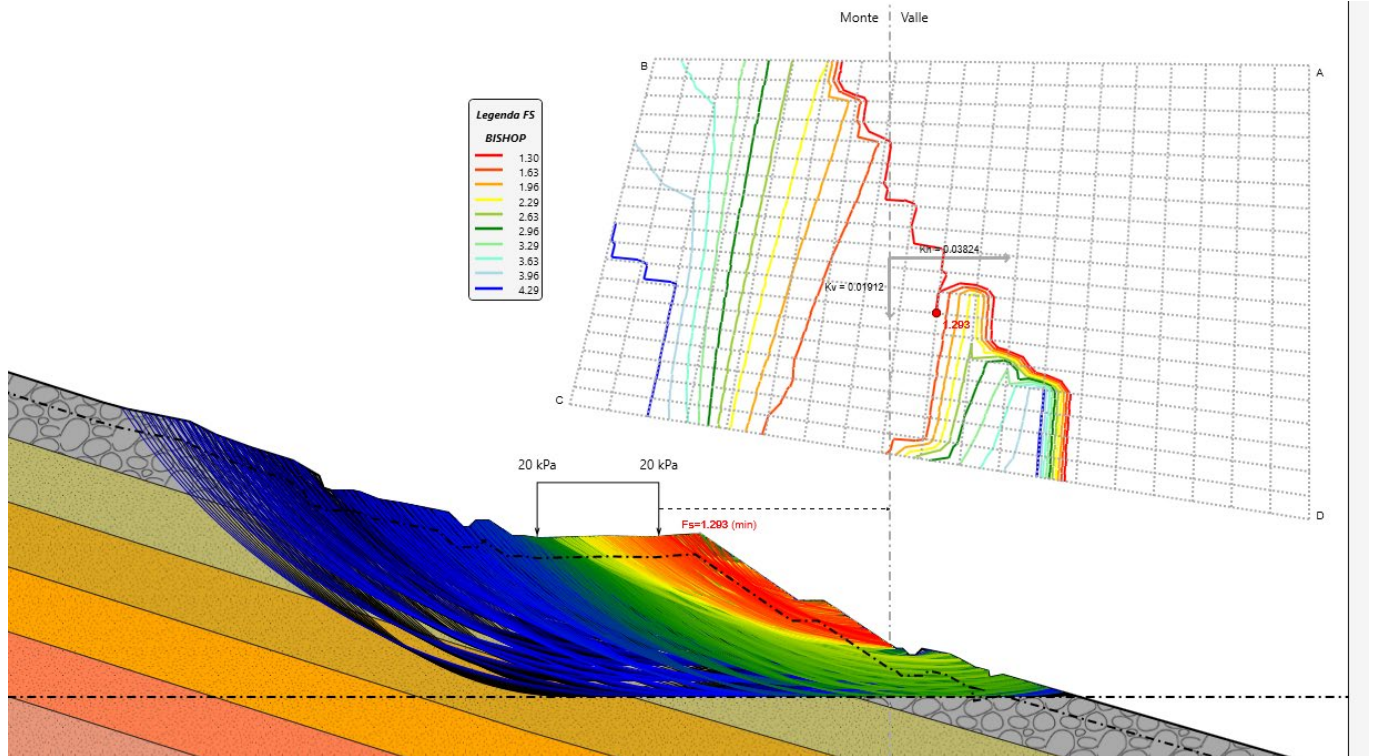 Monte Valle
B
A
Legenda FS
BISHOP
1.30
1.63
1.96
2.29
2.63
2.96
3.29
3.63
3.96
4.29
Kh = 0.03824
Kv = 0.01912
1.293
C
D
20 kPa 20 kPa
Fs=1.293 (min)